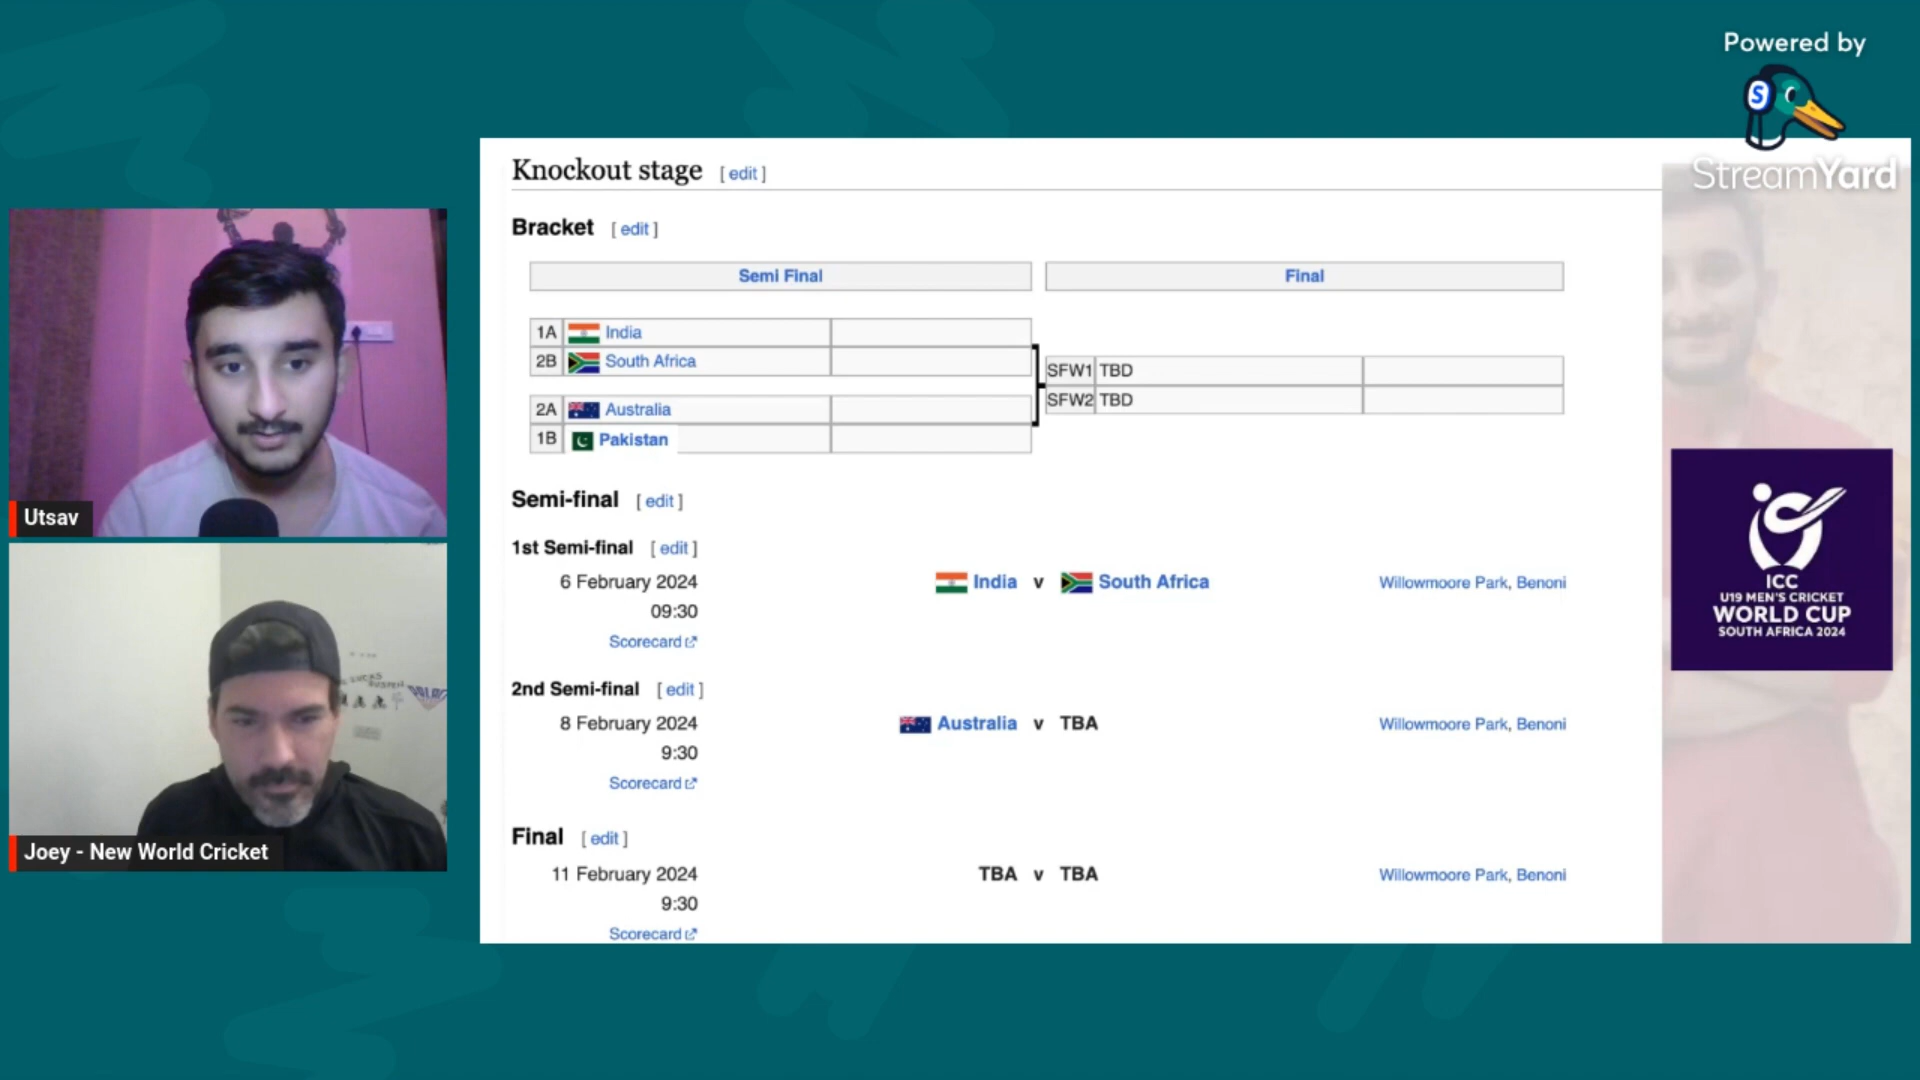 Powered by
S
StreamYard
Knockout stage [ edit ]
Bracket [ edit ]
Semi Final
Final
1A India
2B South Africa
SFW1 TBD
SFW2 TBD
2A Australia
1B Pakistan
Semi-final [ edit ]
1st Semi-final [ edit ]
6 February 2024 India v South Africa Willowmoore Park, Benoni
09:30
Scorecard
2nd Semi-final [ edit ]
8 February 2024 Australia v TBA Willowmoore Park, Benoni
9:30
Scorecard
Final [ edit ]
11 February 2024 TBA v TBA Willowmoore Park, Benoni
9:30
Scorecard
ICC
U19 MEN'S CRICKET
WORLD CUP
SOUTH AFRICA 2024
Utsav
Joey - New World Cricket